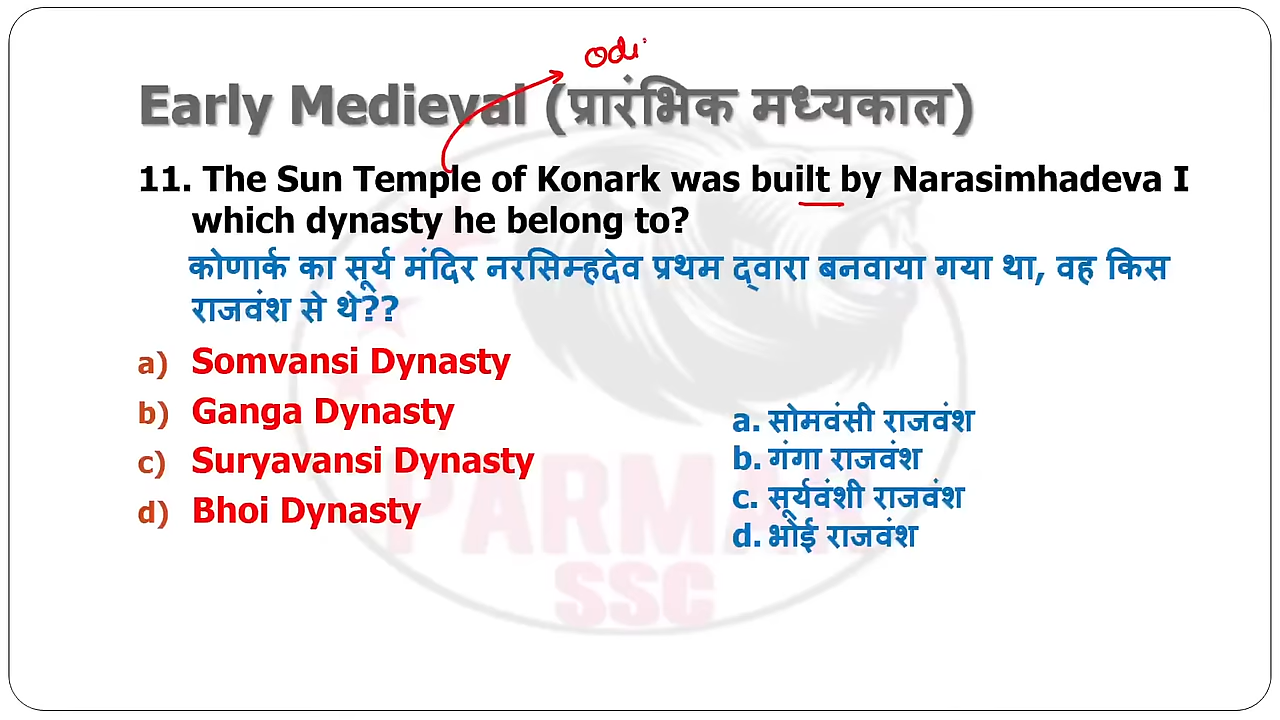 Odi
Early Medieval (प्रारंभिक मध्यकाल)
11. The Sun Temple of Konark was built by Narasimhadeva I
which dynasty he belong to?
कोणार्क का सूर्य मंदिर नरसिम्हदेव प्रथम द्वारा बनवाया गया था, वह किस
राजवंश से थे??
a) Somvansi Dynasty
b) Ganga Dynasty
c) Suryavansi Dynasty
d) Bhoi Dynasty
a. सोमवंसी राजवंश
b. गंगा राजवंश
c. सूर्यवंशी राजवंश
d. भोई राजवंश
PARMAR
SSC